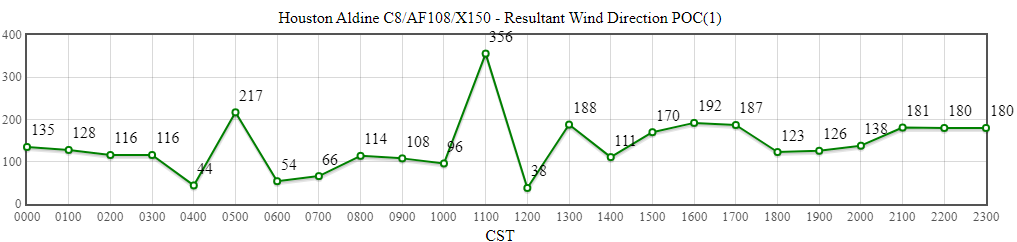 Houston Aldine C8/AF108/X150 - Resultant Wind Direction POC(1)
400
300
200
100
0
135 128 116 116 44 217 54 66 114 108 96 356 38 188 111 170 192 187 123 126 138 181 180 180
0000 0100 0200 0300 0400 0500 0600 0700 0800 0900 1000 1100 1200 1300 1400 1500 1600 1700 1800 1900 2000 2100 2200 2300
CST